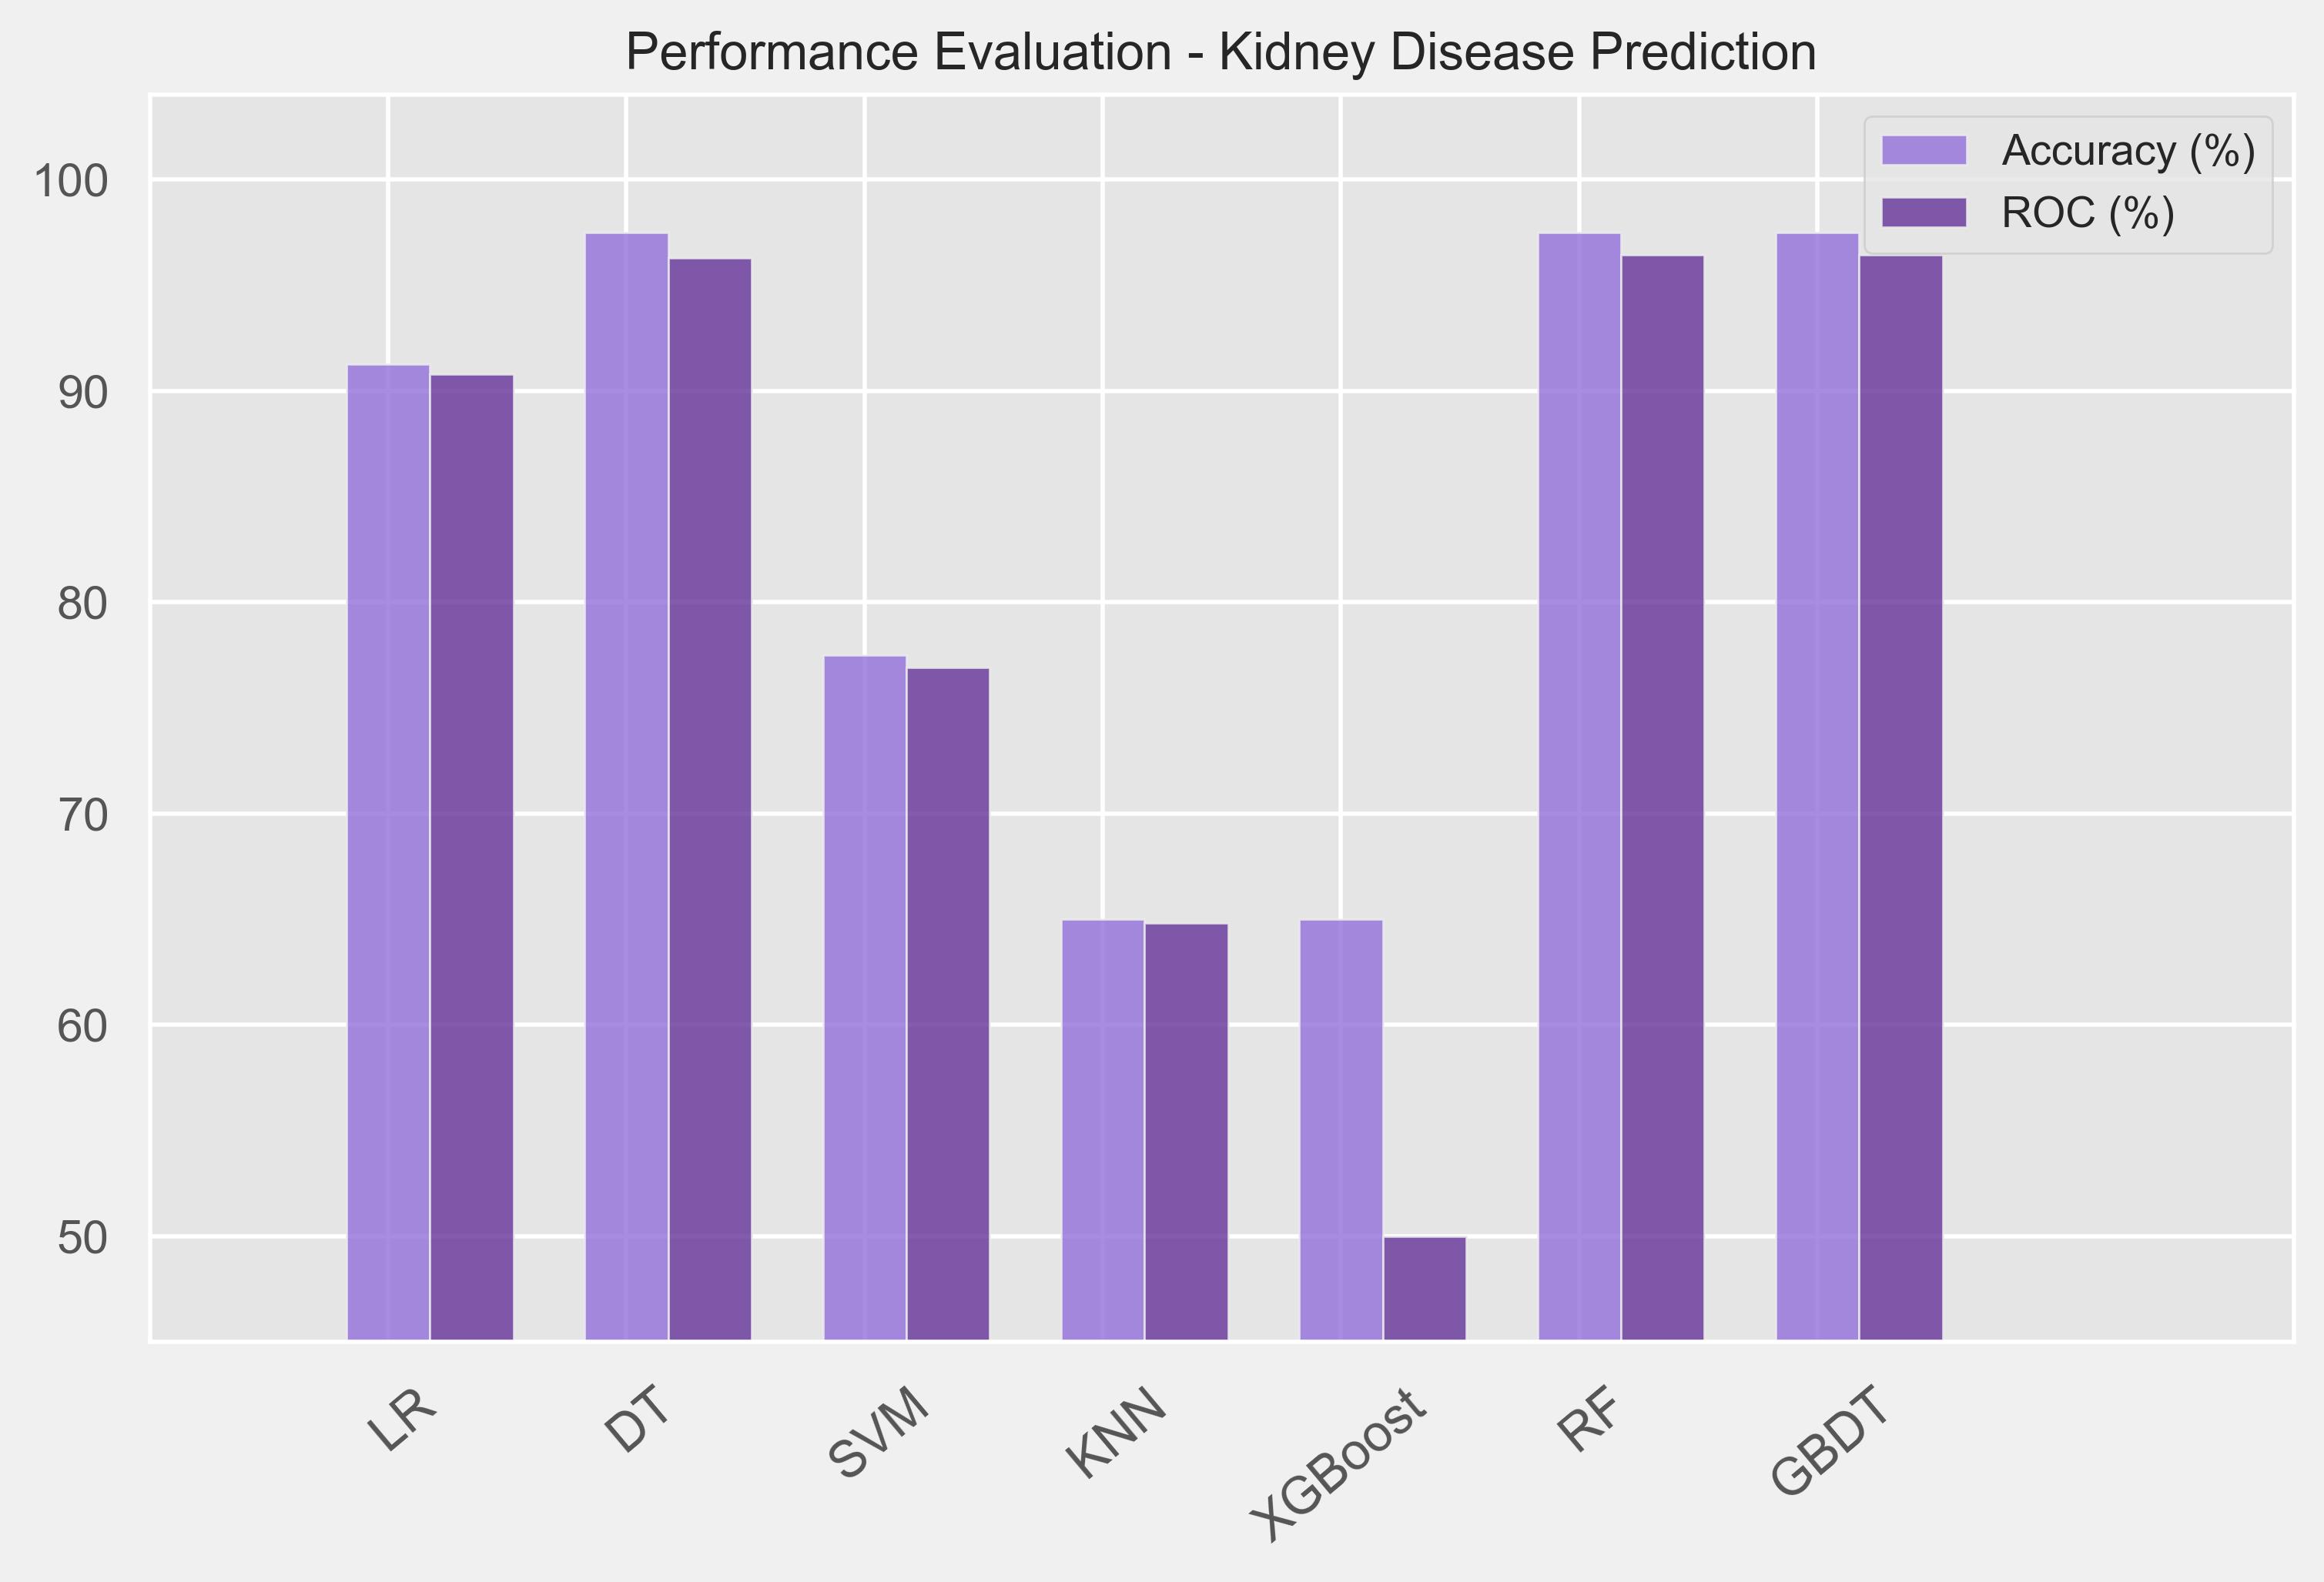 Performance Evaluation - Kidney Disease Prediction
Accuracy (%)
ROC (%)
100
90
80
70
60
50
LR
DT
SVM
KNN
XGBoost
RF
GBDT